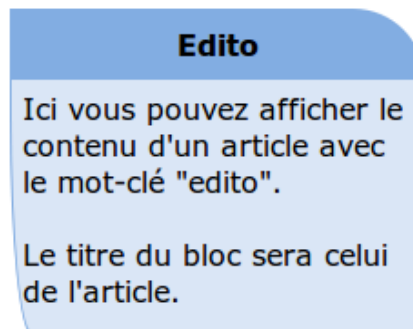 Edito
Ici vous pouvez afficher le
contenu d'un article avec
le mot-clé "edito".
Le titre du bloc sera celui
de l'article.